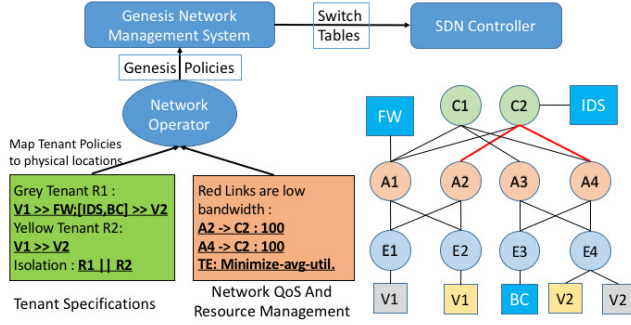 Genesis Network
Management System
Switch
Tables
SDN Controller
Genesis Policies
Network
Operator
Map Tenant Policies
to physical locations
Grey Tenant R1 :
V1 >> FW;[IDS,BC] >> V2
Yellow Tenant R2:
V1 >> V2
Isolation : R1 || R2
Tenant Specifications
Red Links are low
bandwidth :
A2 -> C2 : 100
A4 -> C2 : 100
TE: Minimize-avg-util.
Network QoS And
Resource Management
FW
C1
C2
IDS
A1
A2
A3
A4
E1
E2
E3
E4
V1
V1
BC
V2
V2